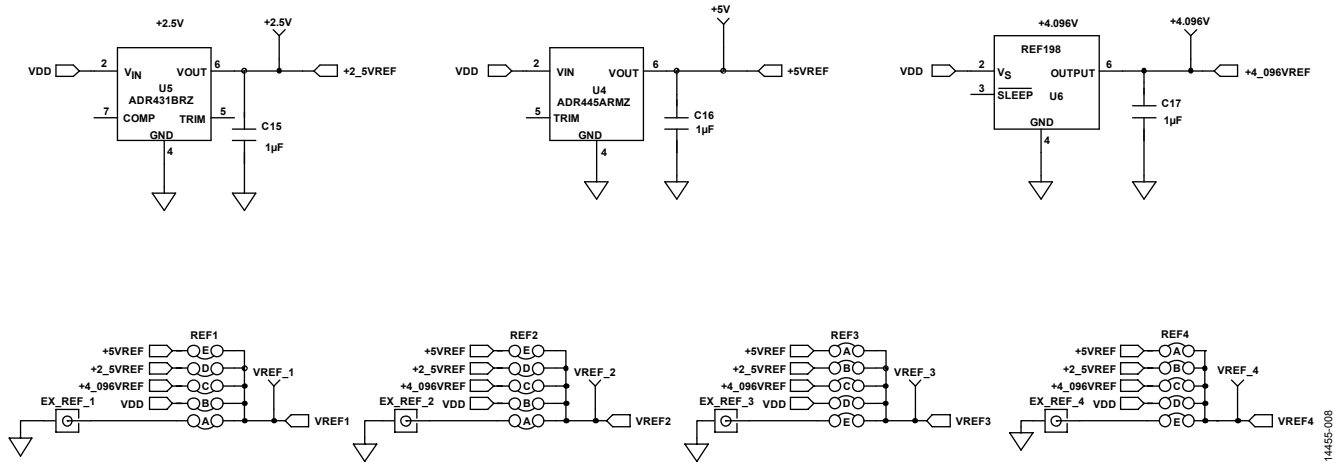 +2.5V
+2.5V
VDD
2
VIN
VOUT
6
+2_5VREF
U5
ADR431BRZ
7
COMP
TRIM
5
GND
4
C15
1µF
+5V
VDD
2
VIN
VOUT
6
+5VREF
U4
ADR445ARMZ
5
TRIM
GND
4
C16
1µF
+4.096V
+4.096V
REF198
VDD
2
VS
OUTPUT
6
+4_096VREF
3
SLEEP
U6
GND
4
C17
1µF
REF1
+5VREF
E
+2_5VREF
D
VREF_1
+4_096VREF
C
EX_REF_1
VDD
B
A
VREF1
REF2
+5VREF
E
+2_5VREF
D
VREF_2
+4_096VREF
C
EX_REF_2
VDD
B
A
VREF2
REF3
+5VREF
A
+2_5VREF
B
VREF_3
+4_096VREF
C
EX_REF_3
VDD
D
E
VREF3
REF4
+5VREF
A
+2_5VREF
B
VREF_4
+4_096VREF
C
EX_REF_4
VDD
D
E
VREF4
14455-008